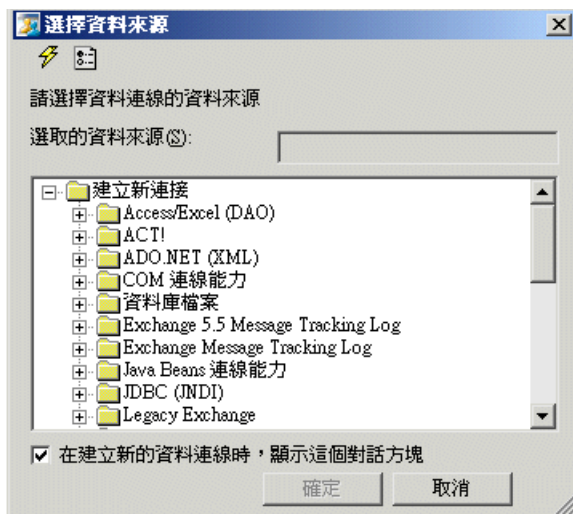 選擇資料來源
請選擇資料連線的資料來源
選取的資料來源(S):
建立新連接
Access/Excel (DAO)
ACT!
ADO.NET (XML)
COM 連線能力
資料庫檔案
Exchange 5.5 Message Tracking Log
Exchange Message Tracking Log
Java Beans 連線能力
JDBC (JNDI)
Legacy Exchange
在建立新的資料連線時，顯示這個對話方塊
確定
取消